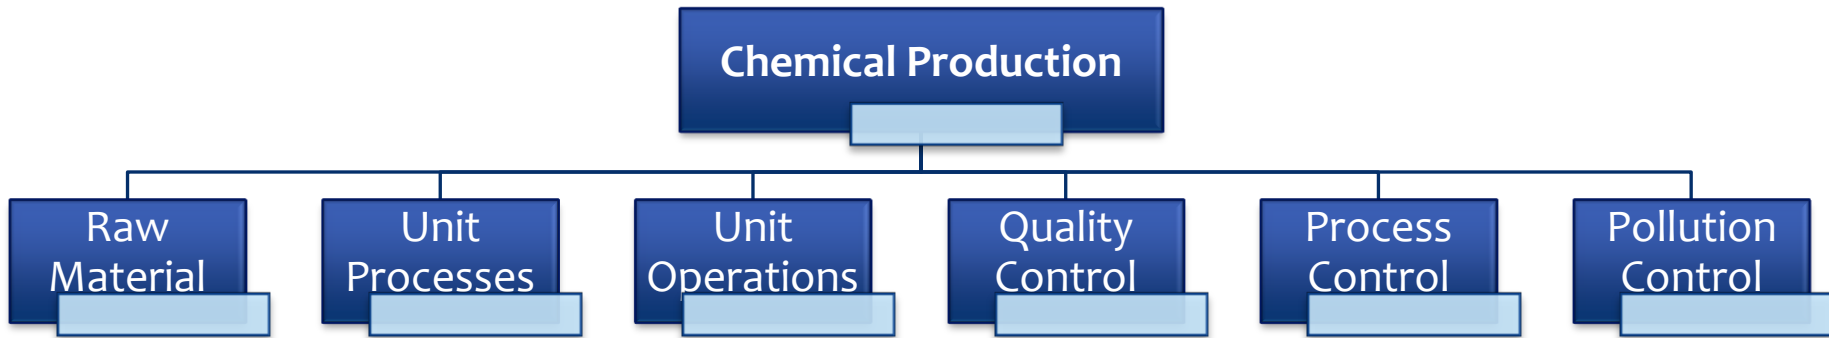 Chemical Production
Raw
Material
Unit
Processes
Unit
Operations
Quality
Control
Process
Control
Pollution
Control